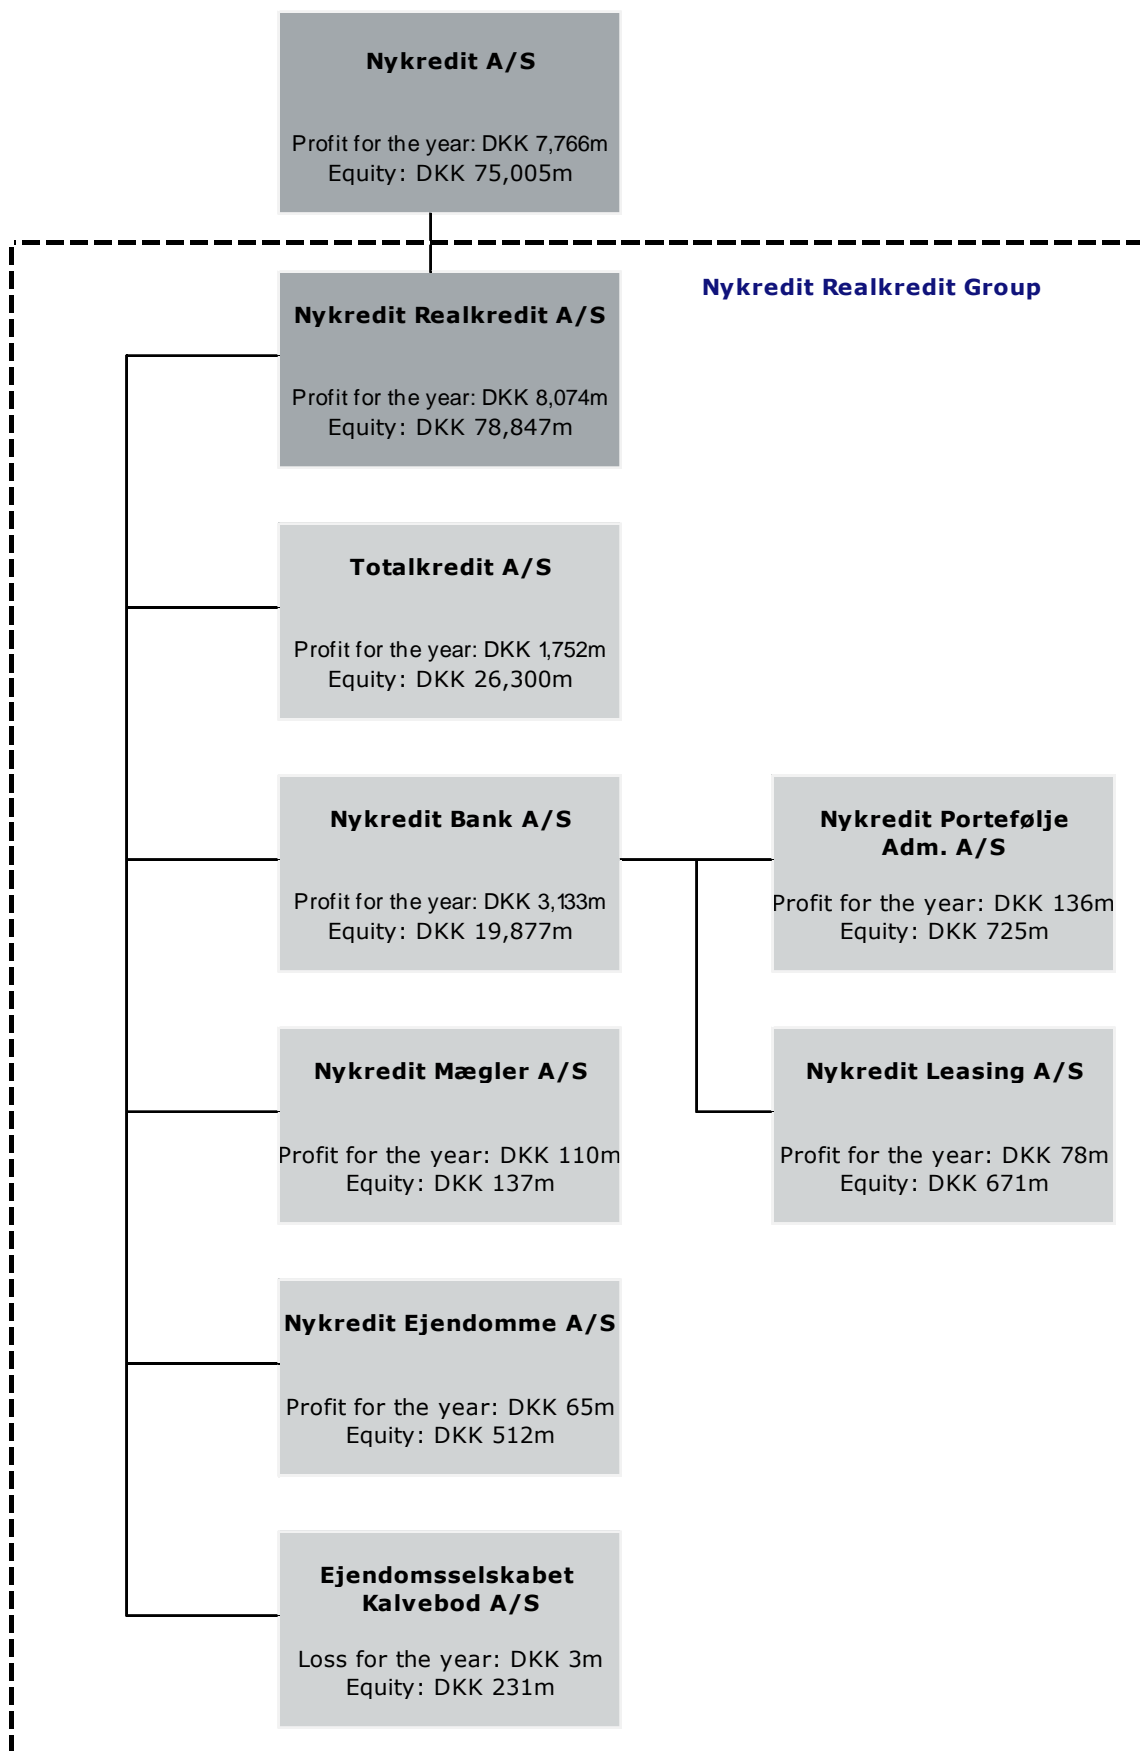 Nykredit A/S
Profit for the year: DKK 7,766m
Equity: DKK 75,005m
Nykredit Realkredit Group
Nykredit Realkredit A/S
Profit for the year: DKK 8,074m
Equity: DKK 78,847m
Totalkredit A/S
Profit for the year: DKK 1,752m
Equity: DKK 26,300m
Nykredit Bank A/S
Profit for the year: DKK 3,133m
Equity: DKK 19,877m
Nykredit Portefølje
Adm. A/S
Profit for the year: DKK 136m
Equity: DKK 725m
Nykredit Mægler A/S
Profit for the year: DKK 110m
Equity: DKK 137m
Nykredit Leasing A/S
Profit for the year: DKK 78m
Equity: DKK 671m
Nykredit Ejendomme A/S
Profit for the year: DKK 65m
Equity: DKK 512m
Ejendomsselskabet
Kalvebod A/S
Loss for the year: DKK 3m
Equity: DKK 231m